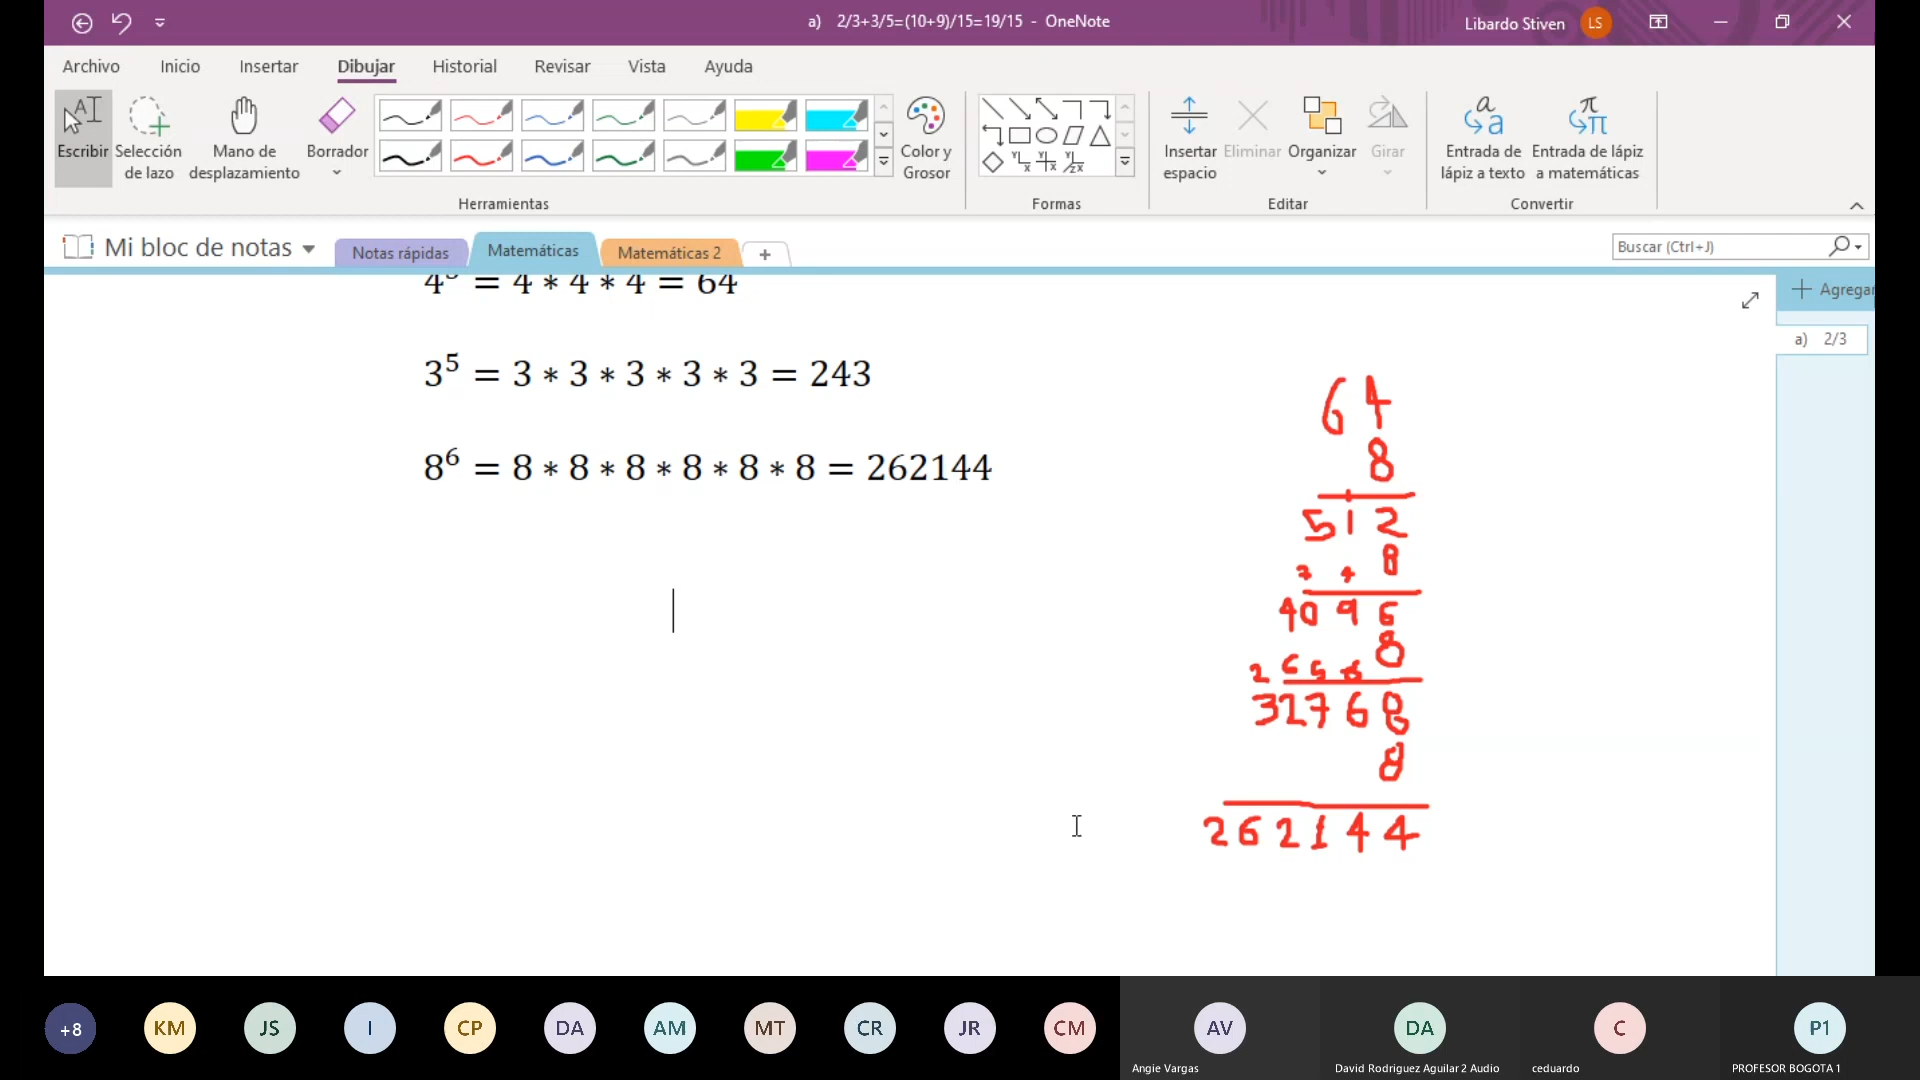 a) 2/3+3/5=(10+9)/15=19/15 - OneNote
Libardo Stiven LS
Archivo Inicio Insertar Dibujar Historial Revisar Vista Ayuda
Escribir
Selección de lazo
Mano de desplazamiento
Borrador
Color y Grosor
Insertar espacio
Eliminar
Organizar
Girar
Entrada de lápiz a texto
Entrada de lápiz a matemáticas
Herramientas Formas Editar Convertir
Mi bloc de notas Notas rápidas Matemáticas Matemáticas 2
Buscar (Ctrl+J)
Agregar
a) 2/3
4³ = 4 * 4 * 4 = 64
3⁵ = 3 * 3 * 3 * 3 * 3 = 243
8⁶ = 8 * 8 * 8 * 8 * 8 * 8 = 262144
64
8
512
8
4096
8
32768
8
262144
+8 KM JS I CP DA AM MT CR JR CM AV DA C P1
Angie Vargas
David Rodriguez Aguilar 2 Audio
ceduardo
PROFESOR BOGOTA 1